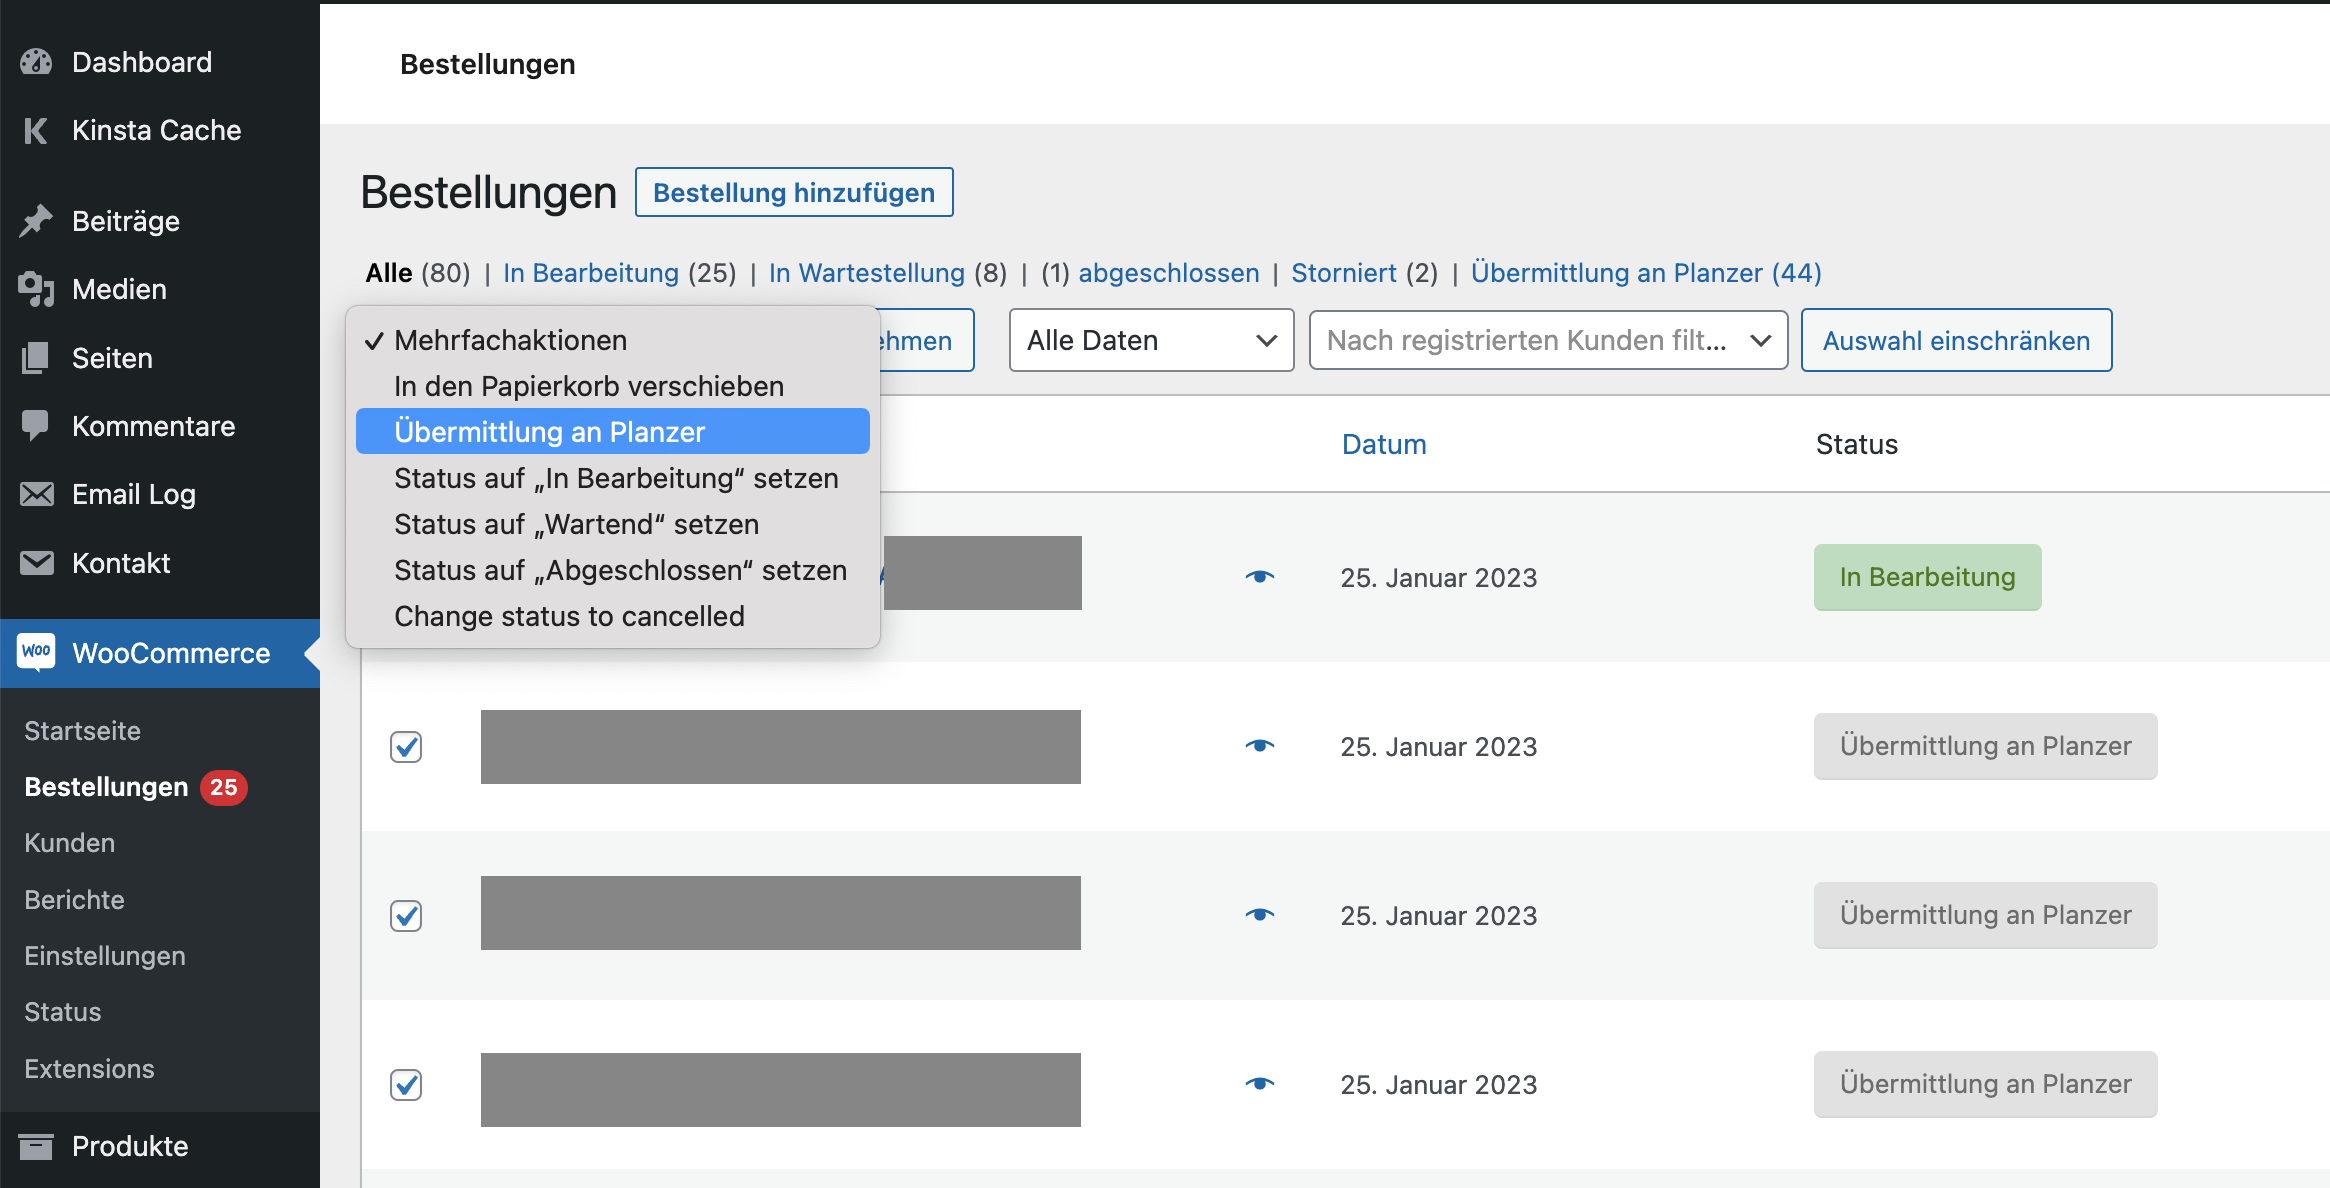 Dashboard
Kinsta Cache
Beiträge
Medien
Seiten
Kommentare
Email Log
Kontakt
Woo WooCommerce
Startseite
Bestellungen 25
Kunden
Berichte
Einstellungen
Status
Extensions
Produkte
Bestellungen
Bestellungen Bestellung hinzufügen
Alle (80) | In Bearbeitung (25) | In Wartestellung (8) | (1) abgeschlossen | Storniert (2) | Übermittlung an Planzer (44)
✓ Mehrfachaktionen
In den Papierkorb verschieben
Übermittlung an Planzer
Status auf „In Bearbeitung“ setzen
Status auf „Wartend“ setzen
Status auf „Abgeschlossen“ setzen
Change status to cancelled
Alle Daten Nach registrierten Kunden filt... Auswahl einschränken
Datum Status
25. Januar 2023 In Bearbeitung
25. Januar 2023 Übermittlung an Planzer
25. Januar 2023 Übermittlung an Planzer
25. Januar 2023 Übermittlung an Planzer